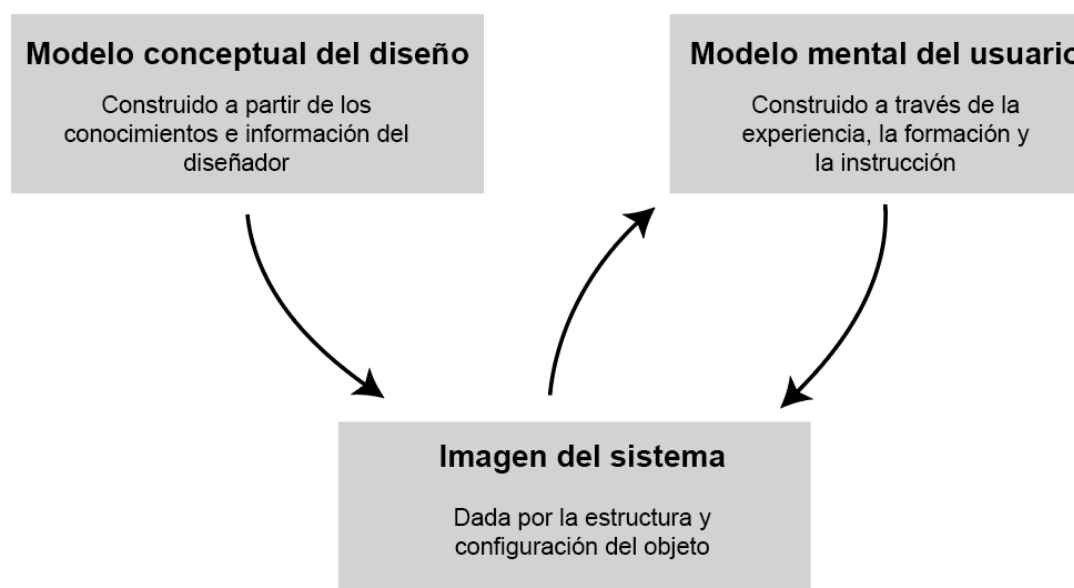 Modelo conceptual del diseño
Construido a partir de los
conocimientos e información del
diseñador
Modelo mental del usuario
Construido a través de la
experiencia, la formación y
la instrucción
Imagen del sistema
Dada por la estructura y
configuración del objeto